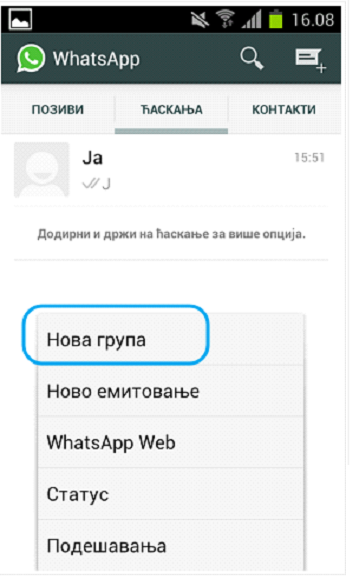 16.08
WhatsApp
ПОЗИВИ ЋАСКАЊА КОНТАКТИ
Ја 15:51
Ј
Додирни и држи на ћаскање за више опција.
Нова група
Ново емитовање
WhatsApp Web
Статус
Подешавања